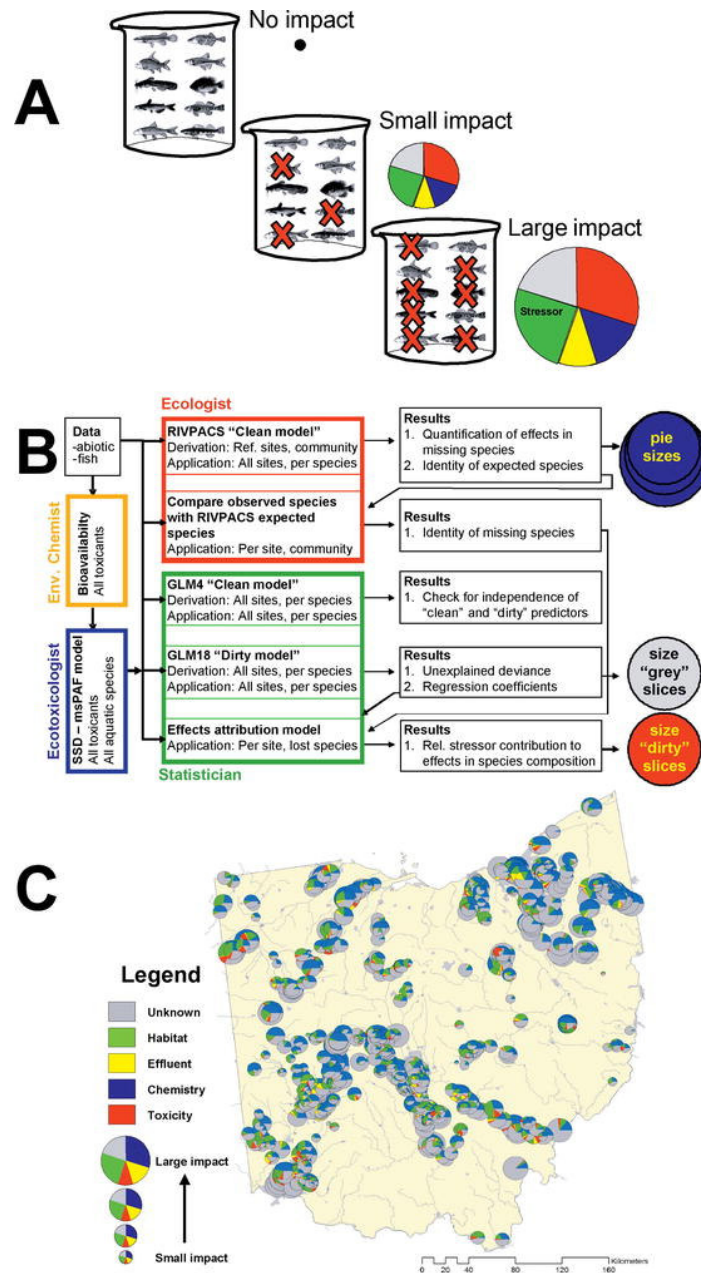 A
No impact
Small impact
Large impact
Stressor
B
Ecologist
Data
-abiotic
-fish
RIVPACS "Clean model"
Derivation: Ref. sites, community
Application: All sites, per species
Compare observed species
with RIVPACS expected
species
Application: Per site, community
Results
1. Quantification of effects in
missing species
2. Identity of expected species
pie
sizes
Results
1. Identity of missing species
Env. Chemist
Bioavailability
All toxicants
GLM4 "Clean model"
Derivation: All sites, per species
Application: All sites, per species
Results
1. Check for independence of
"clean" and "dirty" predictors
Ecotoxicologist
SSD – msPAF model
All toxicants
All aquatic species
GLM18 "Dirty model"
Derivation: All sites, per species
Application: All sites, per species
Results
1. Unexplained deviance
2. Regression coefficients
size
"grey"
slices
Effects attribution model
Application: Per site, lost species
Results
1. Rel. stressor contribution to
effects in species composition
size
"dirty"
slices
Statistician
C
Legend
Unknown
Habitat
Effluent
Chemistry
Toxicity
Large impact
Small impact
Kilometers
0 20 40 80 120 160